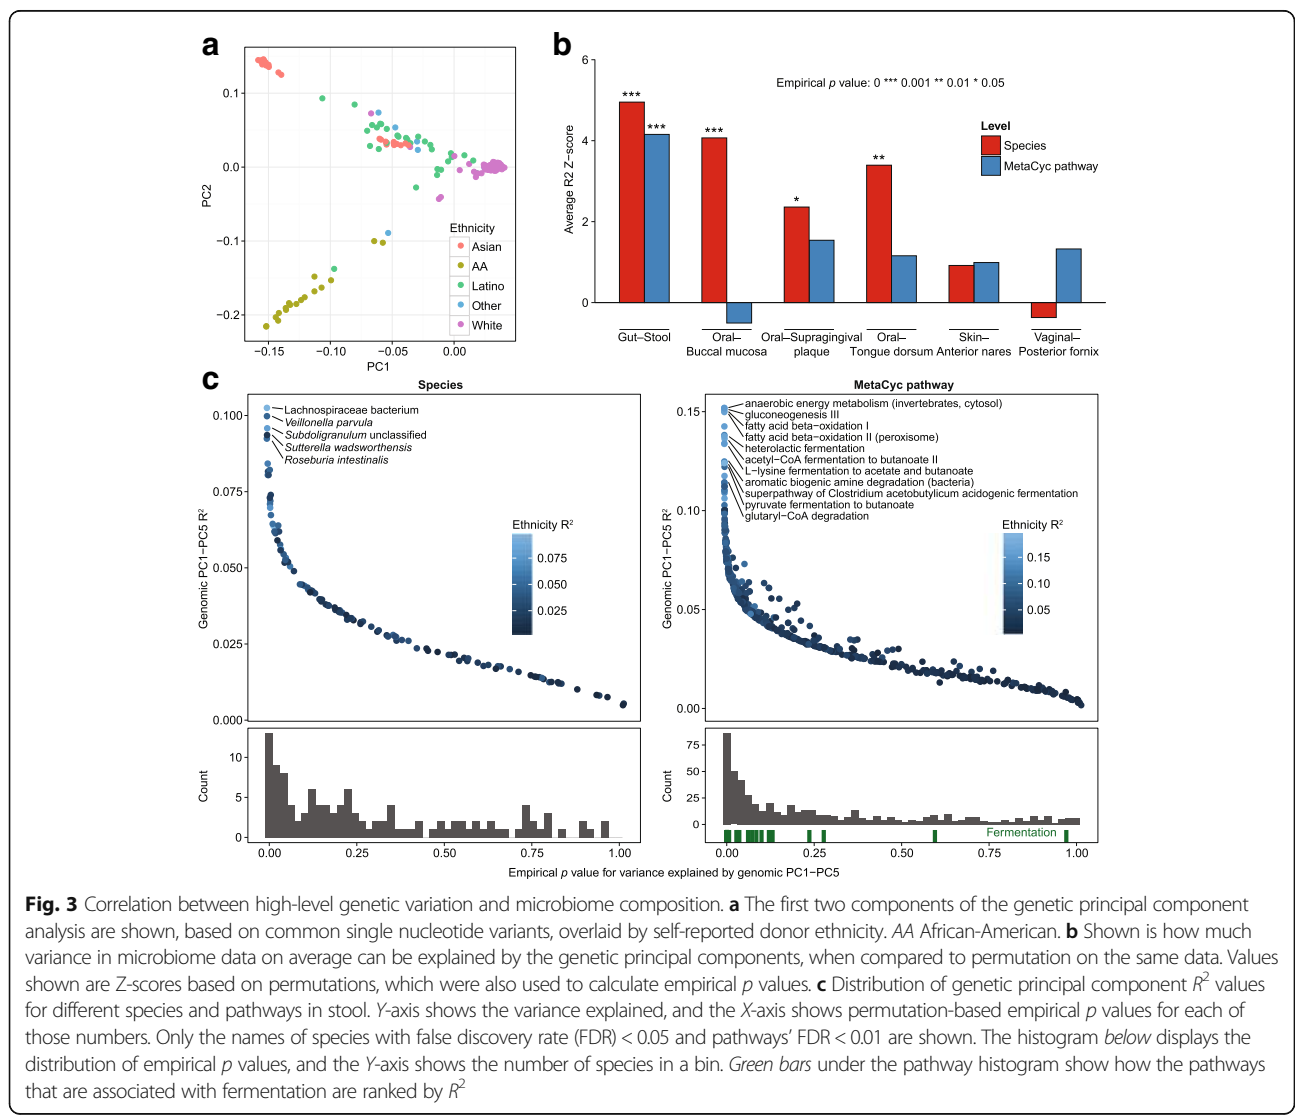 a
0.1
0.0
−0.1
−0.2
PC2
−0.15
−0.10
−0.05
0.00
PC1
Ethnicity
Asian
AA
Latino
Other
White
b
6
4
2
0
Average R2 Z−score
Empirical p value: 0 *** 0.001 ** 0.01 * 0.05
Level
Species
MetaCyc pathway
***
***
***
*
**
Gut–Stool
Oral–
Buccal mucosa
Oral–Supragingival
plaque
Oral–
Tongue dorsum
Skin–
Anterior nares
Vaginal–
Posterior fornix
c
Species
0.100
0.075
0.050
0.025
0.000
Genomic PC1−PC5 R²
Lachnospiraceae bacterium
Veillonella parvula
Subdoligranulum unclassified
Sutterella wadsworthensis
Roseburia intestinalis
Ethnicity R²
0.075
0.050
0.025
10
5
0
Count
0.00
0.25
0.50
0.75
1.00
MetaCyc pathway
0.15
0.10
0.05
0.00
Genomic PC1−PC5 R²
anaerobic energy metabolism (invertebrates, cytosol)
gluconeogenesis III
fatty acid beta−oxidation I
fatty acid beta−oxidation II (peroxisome)
heterolactic fermentation
acetyl−CoA fermentation to butanoate II
L−lysine fermentation to acetate and butanoate
aromatic biogenic amine degradation (bacteria)
superpathway of Clostridium acetobutylicum acidogenic fermentation
pyruvate fermentation to butanoate
glutaryl−CoA degradation
Ethnicity R²
0.15
0.10
0.05
75
50
25
0
Count
Fermentation
0.00
0.25
0.50
0.75
1.00
Empirical p value for variance explained by genomic PC1−PC5
Fig. 3 Correlation between high-level genetic variation and microbiome composition. a The first two components of the genetic principal component
analysis are shown, based on common single nucleotide variants, overlaid by self-reported donor ethnicity. AA African-American. b Shown is how much
variance in microbiome data on average can be explained by the genetic principal components, when compared to permutation on the same data. Values
shown are Z-scores based on permutations, which were also used to calculate empirical p values. c Distribution of genetic principal component R² values
for different species and pathways in stool. Y-axis shows the variance explained, and the X-axis shows permutation-based empirical p values for each of
those numbers. Only the names of species with false discovery rate (FDR) < 0.05 and pathways’ FDR < 0.01 are shown. The histogram below displays the
distribution of empirical p values, and the Y-axis shows the number of species in a bin. Green bars under the pathway histogram show how the pathways
that are associated with fermentation are ranked by R²